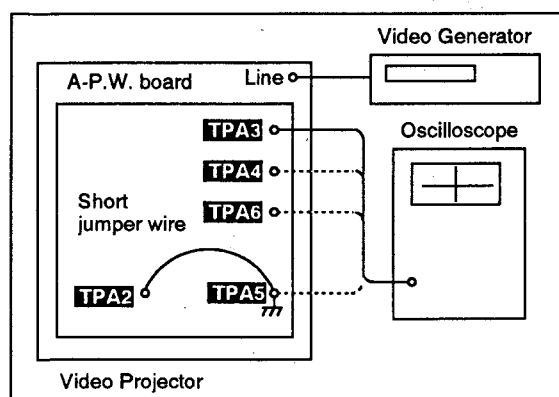 Video Generator
A-P.W. board
Line
TPA3
Oscilloscope
TPA4
Short
jumper wire
TPA6
TPA2
TPA5
Video Projector